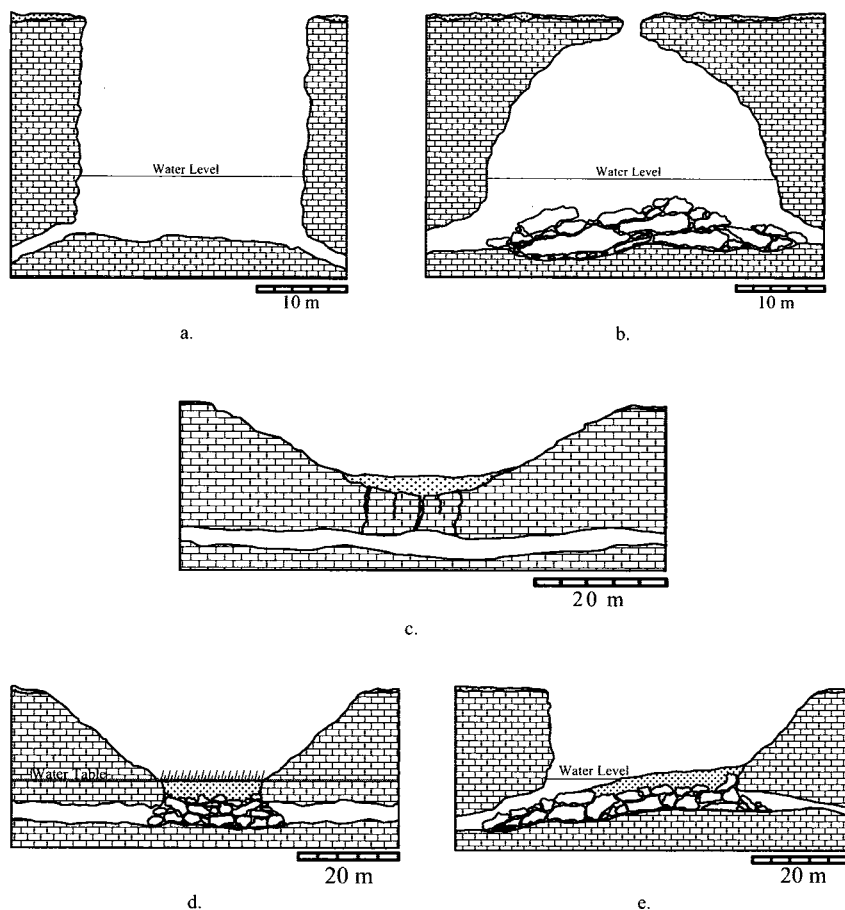 Water Level
10 m
a.
Water Level
10 m
b.
20 m
c.
Water Table
20 m
d.
Water Level
20 m
e.